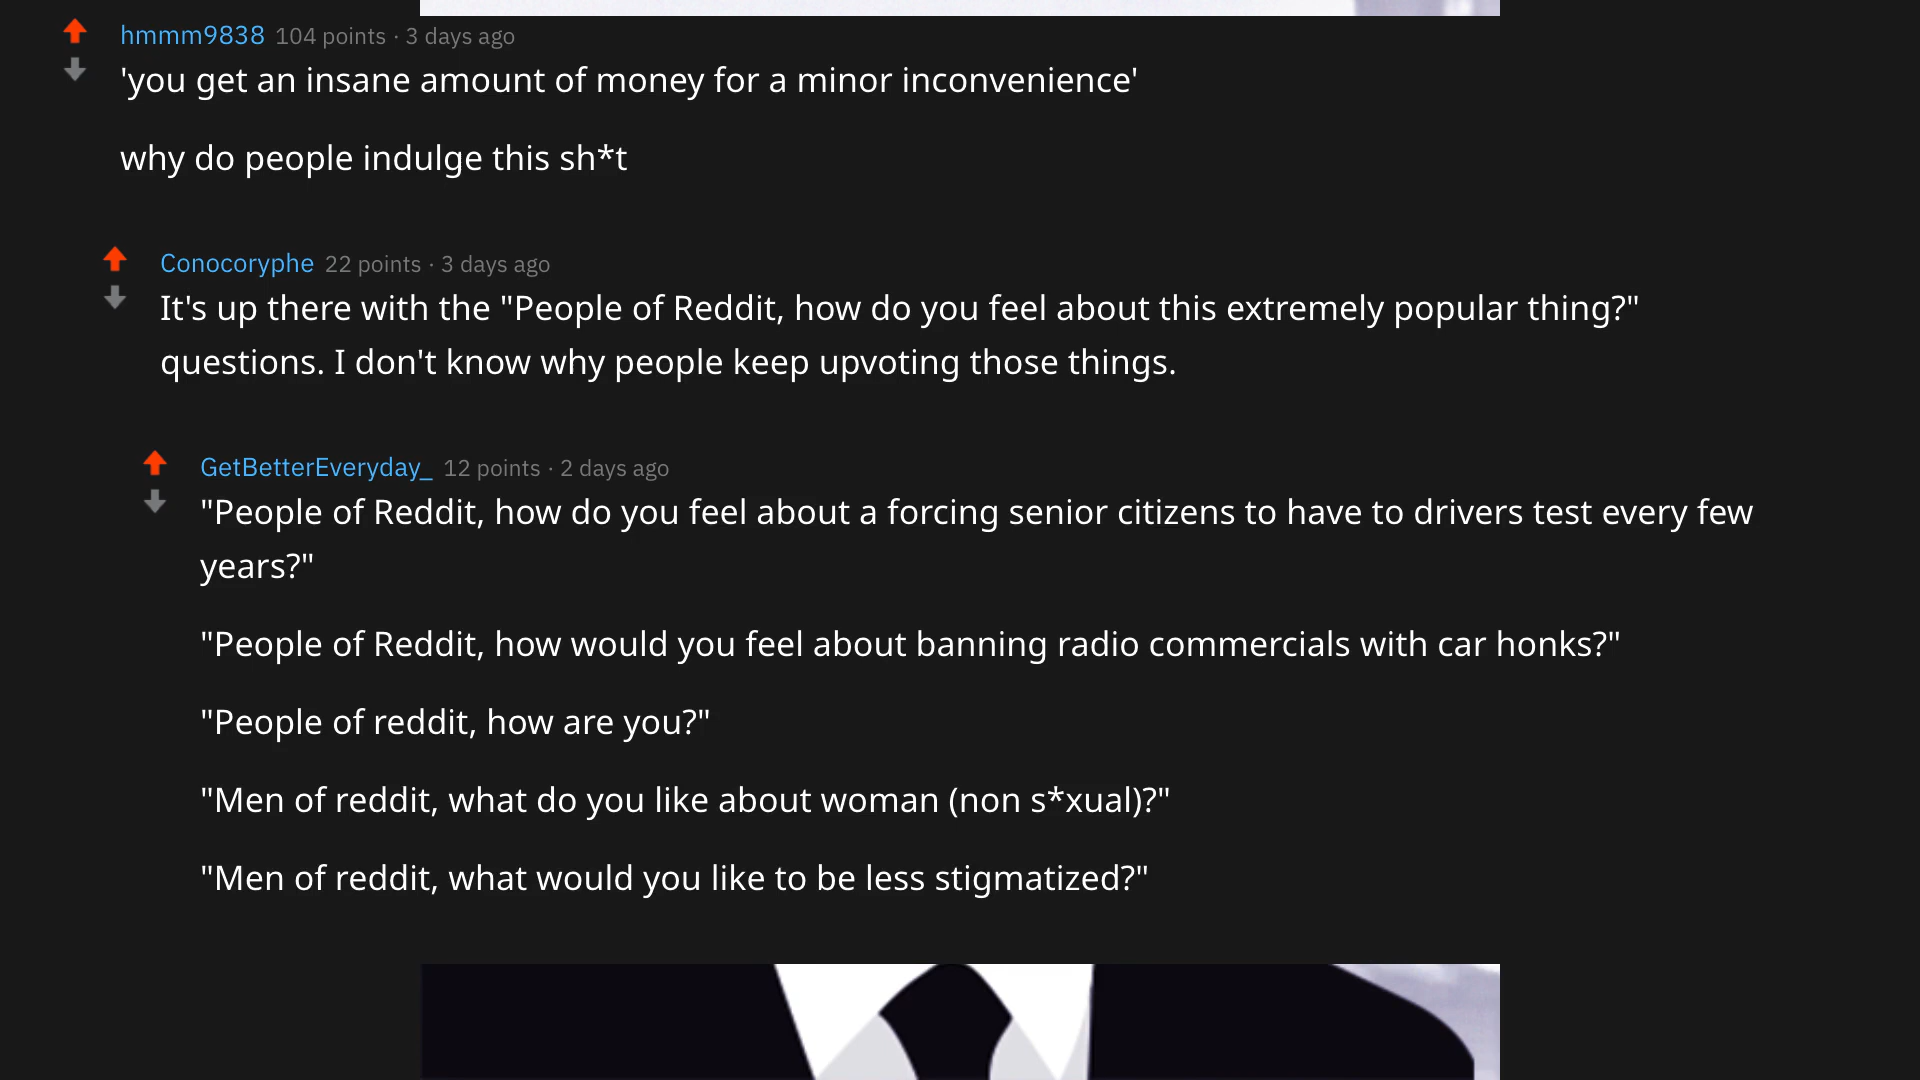 hmmm9838 104 points · 3 days ago
'you get an insane amount of money for a minor inconvenience'
why do people indulge this sh*t
Conocoryphe 22 points · 3 days ago
It's up there with the "People of Reddit, how do you feel about this extremely popular thing?"
questions. I don't know why people keep upvoting those things.
GetBetterEveryday_ 12 points · 2 days ago
"People of Reddit, how do you feel about a forcing senior citizens to have to drivers test every few
years?"
"People of Reddit, how would you feel about banning radio commercials with car honks?"
"People of reddit, how are you?"
"Men of reddit, what do you like about woman (non s*xual)?"
"Men of reddit, what would you like to be less stigmatized?"